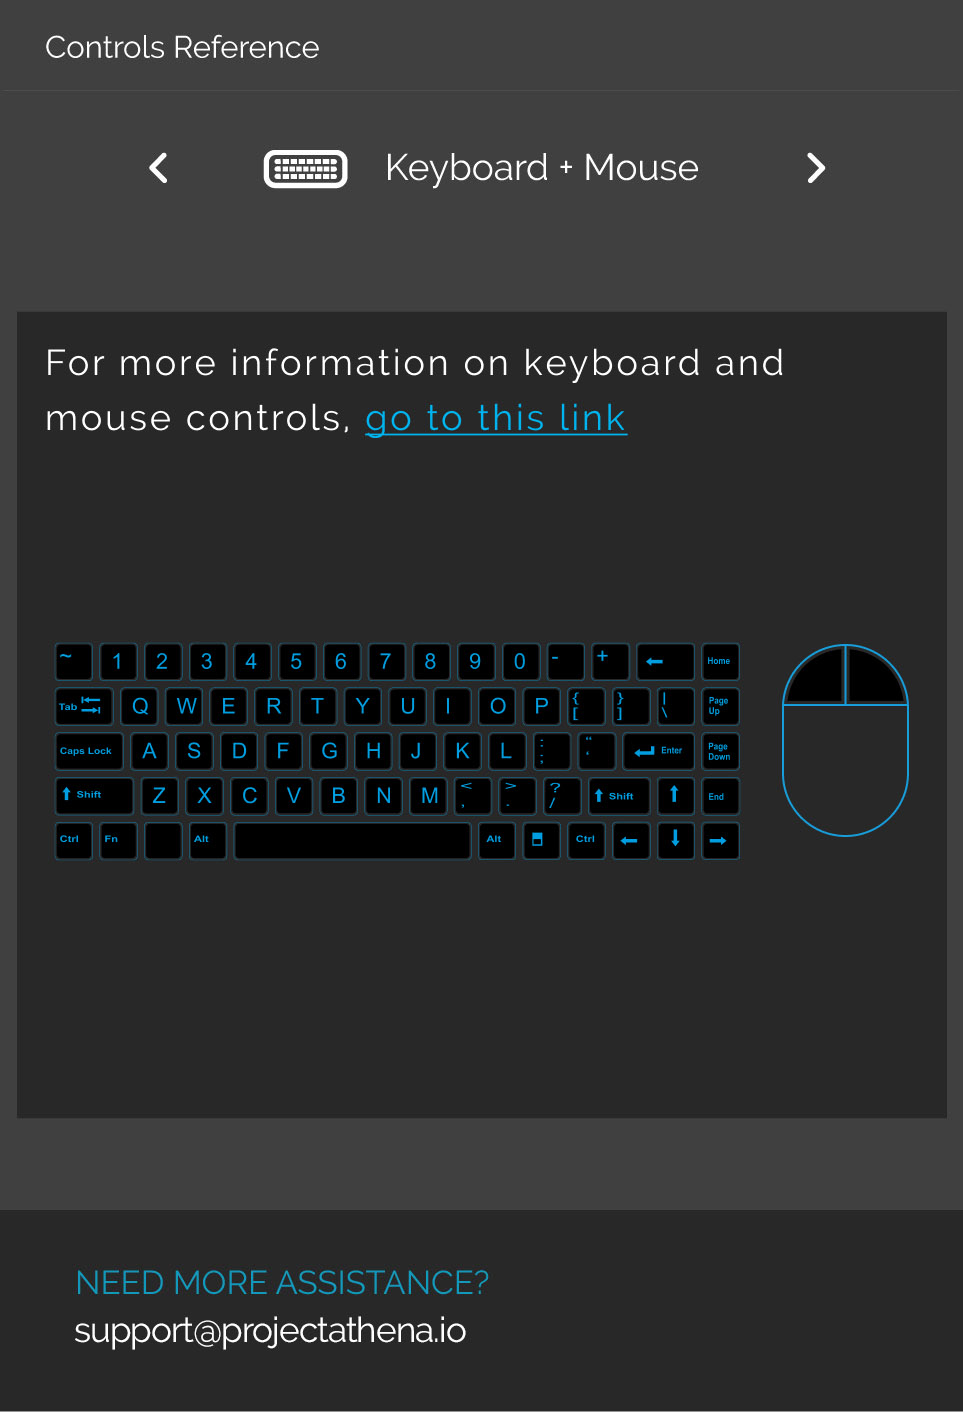 Controls Reference
Keyboard + Mouse
For more information on keyboard and
mouse controls, go to this link
~ 1 2 3 4 5 6 7 8 9 0 - + Home
Tab Q W E R T Y U I O P { [ } ] | \ Page Up
Caps Lock A S D F G H J K L : ; " ' Enter Page Down
Shift Z X C V B N M < , > . ? / Shift End
Ctrl Fn Alt Alt Ctrl
NEED MORE ASSISTANCE?
support@projectathena.io